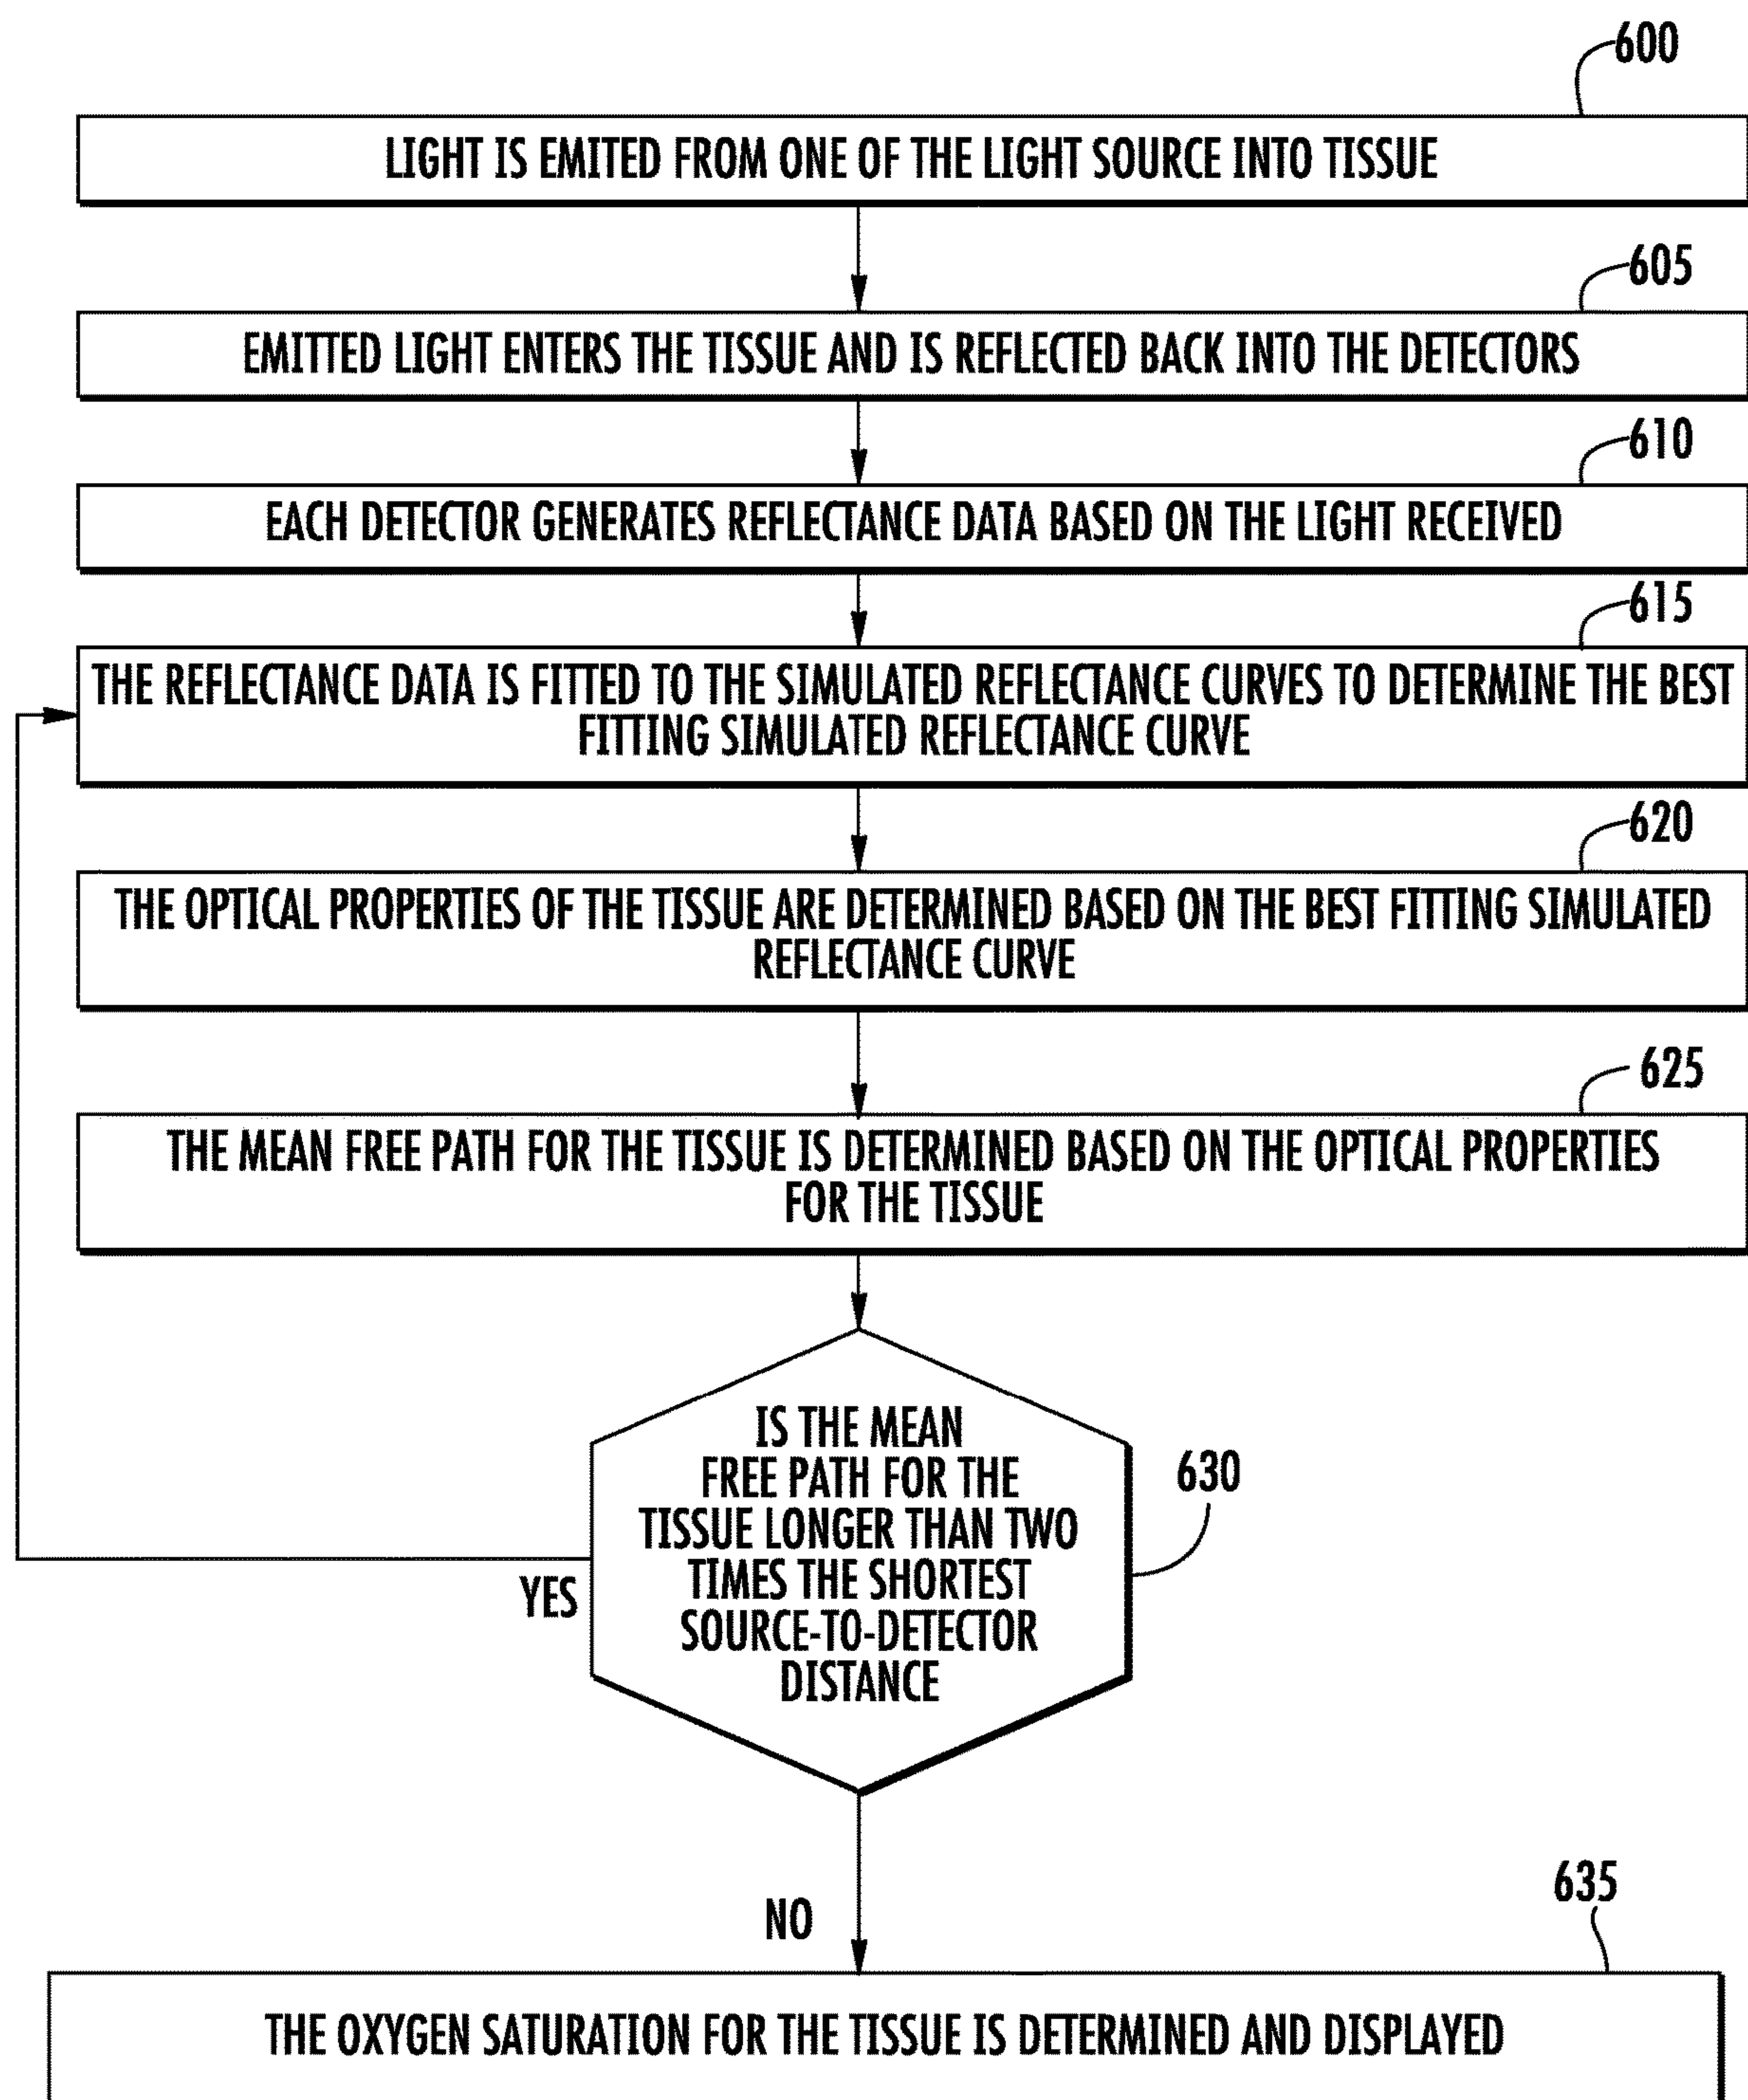 600
LIGHT IS EMITED FROM ONE OF THE LIGHT SOURCE INTO TISSUE
605
EMITTED LIGHT ENTERS THE TISSUE AND IS REFLECTED BACK INTO THE DETECTORS
610
EACH DETECTOR GENERATES REFLECTANCE DATA BASED ON THE LIGHT RECEIVED
615
THE REFLECTANCE DATA IS FITTED TO THE SIMULATED REFLECTANCE CURVES TO DETERMINE THE BEST
FITTING SIMULATED REFLECTANCE CURVE
620
THE OPTICAL PROPERTIES OF THE TISSUE ARE DETERMINED BASED ON THE BEST FITTING SIMULATED
REFLECTANCE CURVE
625
THE MEAN FREE PATH FOR THE TISSUE IS DETERMINED BASED ON THE OPTICAL PROPERTIES
FOR THE TISSUE
IS THE MEAN
FREE PATH FOR THE
TISSUE LONGER THAN TWO
TIMES THE SHORTEST
SOURCE-TO-DETECTOR
DISTANCE
630
YES
NO
635
THE OXYGEN SATURATION FOR THE TISSUE IS DETERMINED AND DISPLAYED